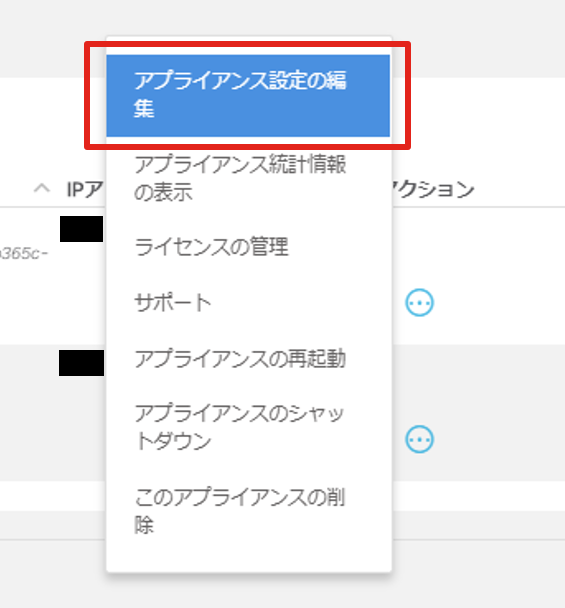 アプライアンス設定の編
集
アプライアンス統計情報
の表示
IPア
クション
ライセンスの管理
365c-
サポート
アプライアンスの再起動
アプライアンスのシャッ
トダウン
このアプライアンスの削
除